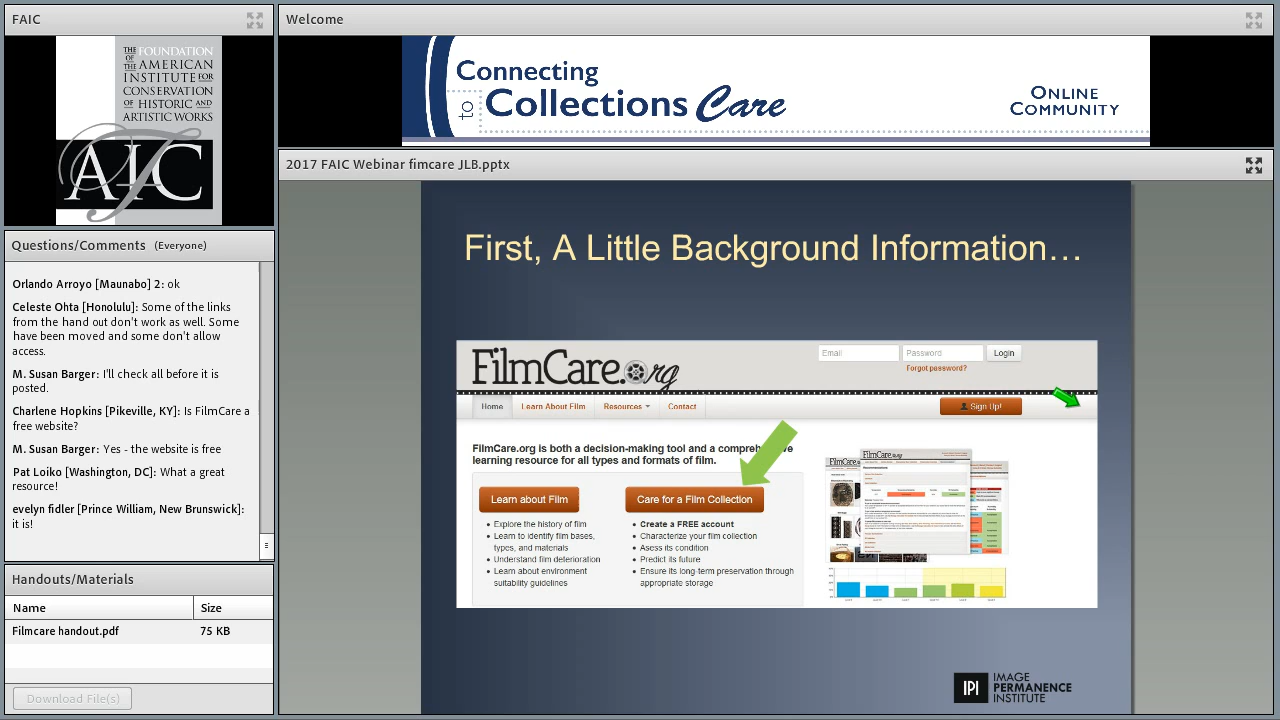 FAIC
THE FOUNDATION
OF THE AMERICAN
INSTITUTE FOR
CONSERVATION
OF HISTORIC AND
ARTISTIC WORKS
AIC
Questions/Comments (Everyone)
Orlando Arroyo [Maunabo] 2: ok
Celeste Ohta [Honolulu]: Some of the links
from the hand out don't work as well. Some
have been moved and some don't allow
access.
M. Susan Barger: I'll check all before it is
posted.
Charlene Hopkins [Pikeville, KY]: Is FilmCare a
free website?
M. Susan Barger: Yes - the website is free
Pat Loiko [Washington, DC]: What a great
resource!
evelyn fidler [Prince William, New Brunswick]:
it is!
Handouts/Materials
Name Size
Filmcare handout.pdf 75 KB
Download File(s)
Welcome
Connecting
to Collections Care
ONLINE
COMMUNITY
2017 FAIC Webinar fimcare JLB.pptx
First, A Little Background Information…
FilmCare.org
Email Password Login
Forgot password?
Home Learn About Film Resources Contact Sign Up!
FilmCare.org is both a decision-making tool and a
learning resource for all types and formats of film.
Learn about Film
Explore the history of film
Learn to identify film bases,
types, and materials
Understand film deterioration
Learn about environment
suitability guidelines
Care for a Film Collection
Create a FREE account
Characterize your film collection
Asess its condition
Predict its future
Ensure its long-term preservation through
appropriate storage
FilmCare.org
IPI IMAGE
PERMANENCE
INSTITUTE